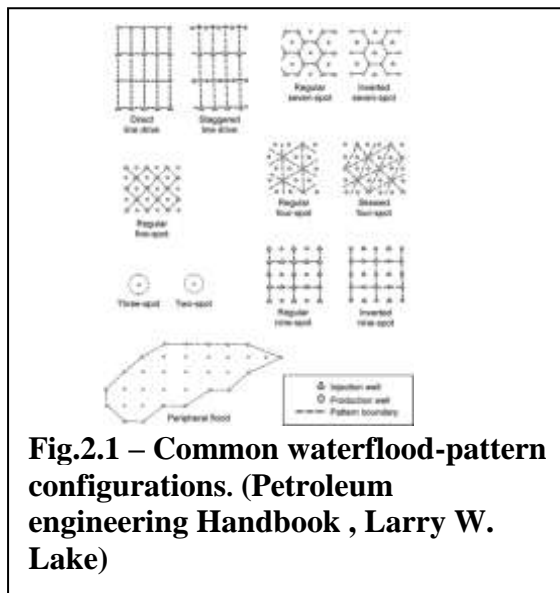 Direct
line drive
Staggered
line drive
Regular
seven-spot
Inverted
seven-spot
Regular
five-spot
Regular
four-spot
Skewed
four-spot
Three-spot
Two-spot
Regular
nine-spot
Inverted
nine-spot
Peripheral flood
Injection well
Production well
Pattern boundary
Fig.2.1 – Common waterflood-pattern
configurations. (Petroleum
engineering Handbook , Larry W.
Lake)